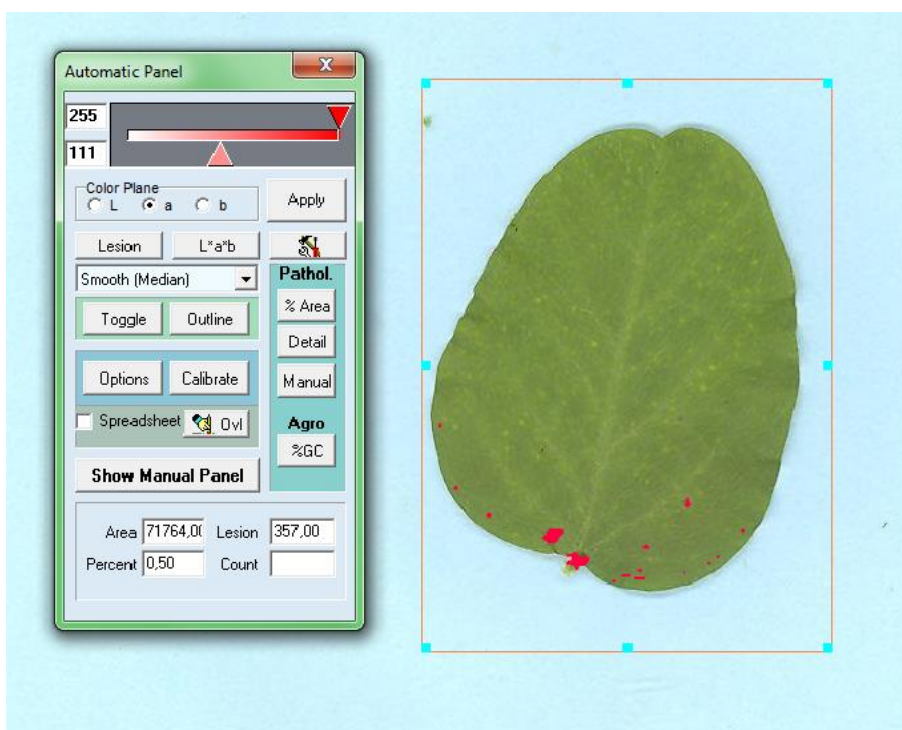 Automatic Panel
X
255
111
Color Plane
L a b
Apply
Lesion L*a*b
Smooth (Median)
Pathol.
% Area
Toggle Outline
Detail
Options Calibrate
Manual
Spreadsheet Ovl
Agro
%GC
Show Manual Panel
Area 71764,0( Lesion 357,00
Percent 0,50 Count